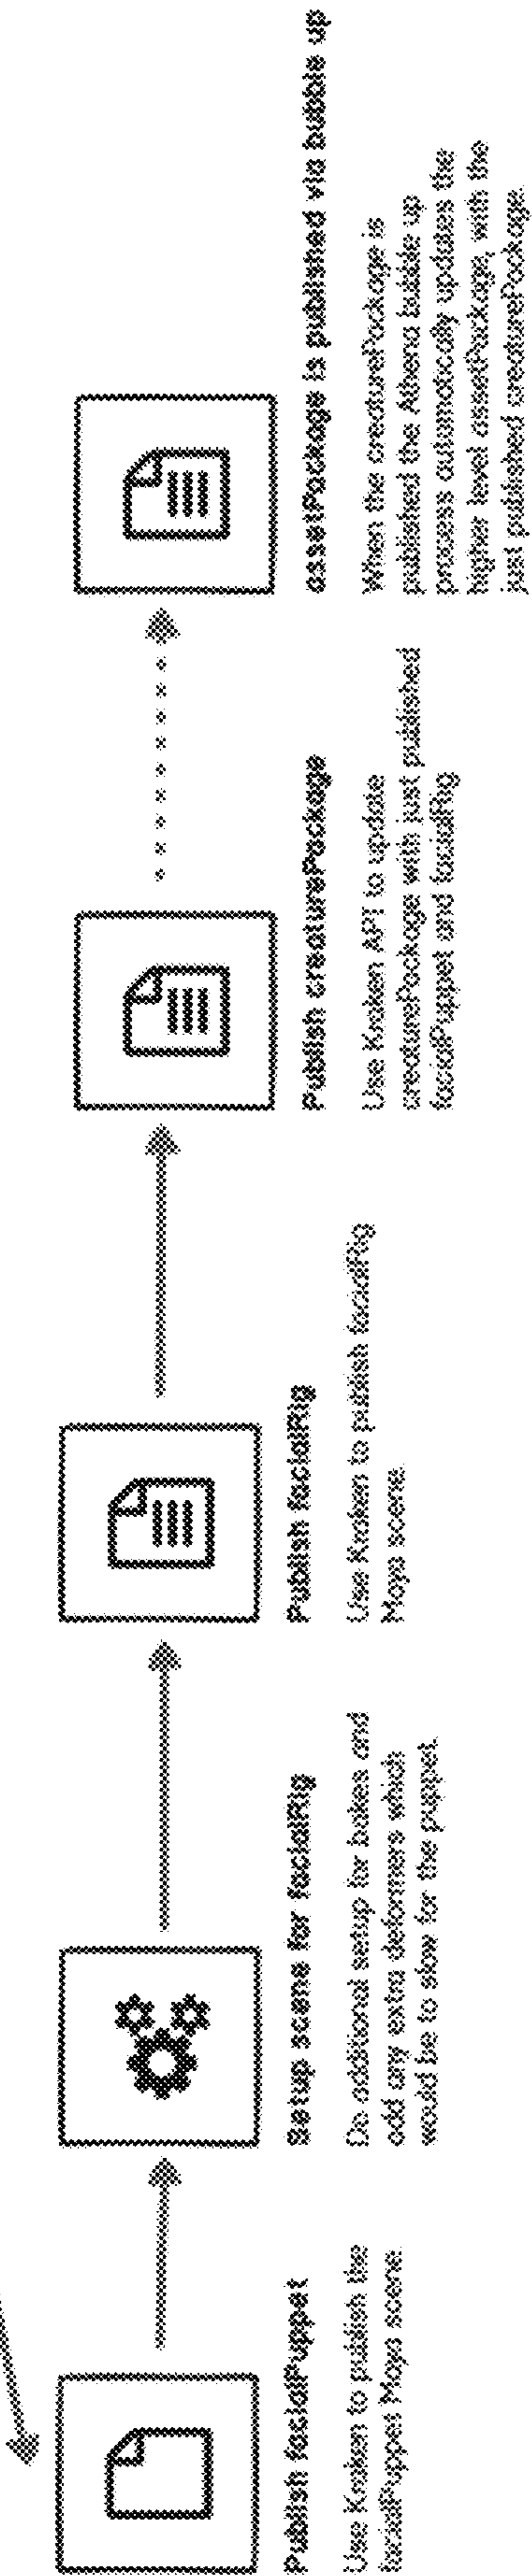 Publish facialPuppet
Use Kraken to publish the
facialPuppet Maya scene.
Setup scene for facialRig
Do additional setup for bakes and
add any extra deformers which
would be to slow for the puppet.
Publish facialRig
Use Kraken to publish facialRig
Maya scene.
Publish creaturePackage
Use Kraken API to update
creaturePackage with just published
facialPuppet and facialRig
assetPackage is published via bubble up
When the creaturePackage is
published the Athena bubble up
process automatically updates the
higher level assetPackage, with the
just published creaturePackage.